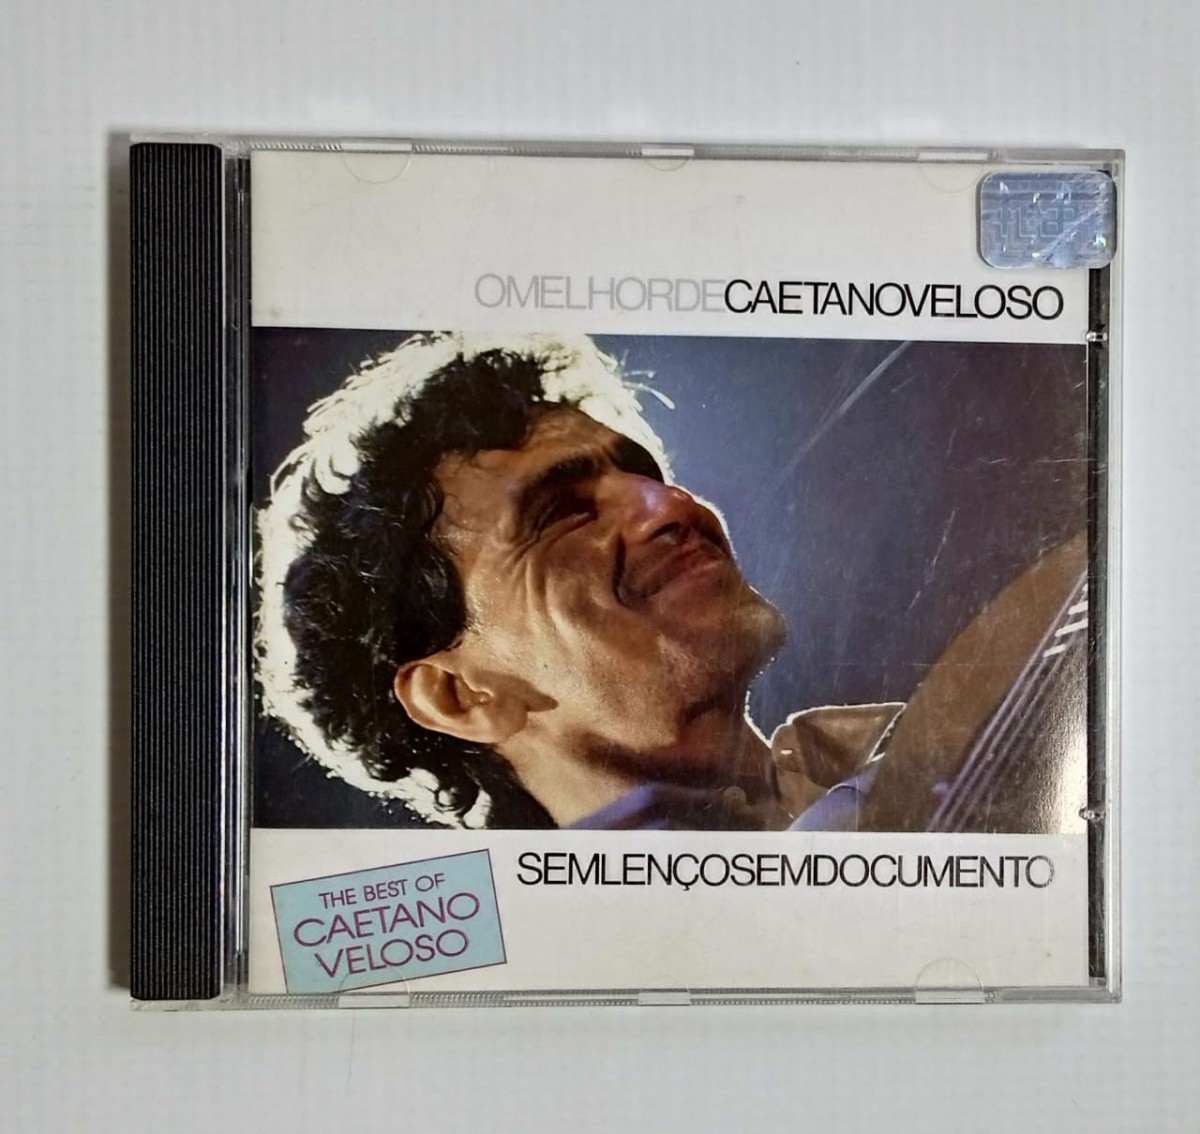 OMELHORDECAETANOVELOSO
SEMLENÇOSEMDOCUMENTO
THE BEST OF
CAETANO
VELOSO